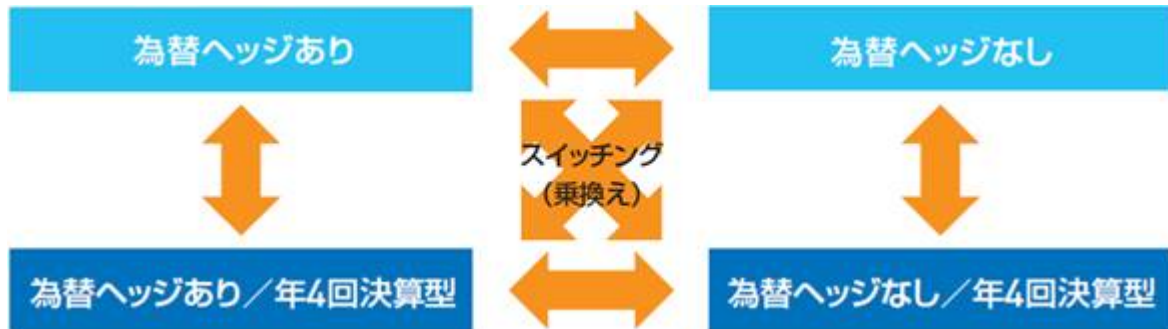 為替ヘッジあり
為替ヘッジなし
スイッチング
（乗換え）
為替ヘッジあり／年4回決算型
為替ヘッジなし／年4回決算型